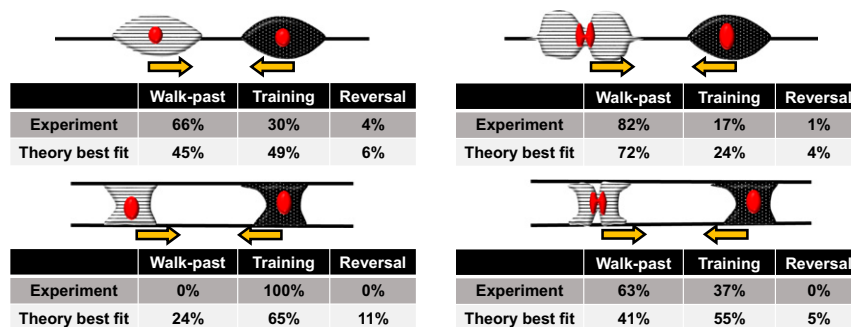 Walk-past Training Reversal
Experiment 66% 30% 4%
Theory best fit 45% 49% 6%
Walk-past Training Reversal
Experiment 82% 17% 1%
Theory best fit 72% 24% 4%
Walk-past Training Reversal
Experiment 0% 100% 0%
Theory best fit 24% 65% 11%
Walk-past Training Reversal
Experiment 63% 37% 0%
Theory best fit 41% 55% 5%